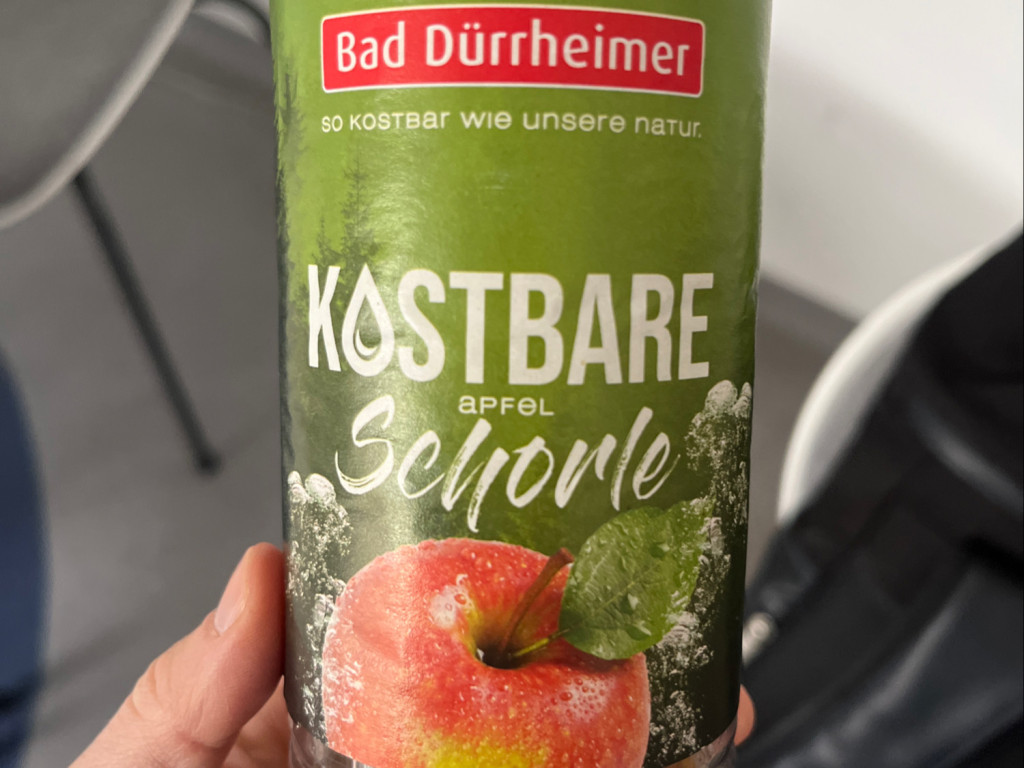 Bad Dürrheimer
SO KOSTBAR WIE UNSERE NATUR.
KOSTBARE
APFEL
Schorle